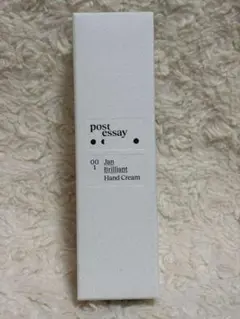 post
essay
00 Jan
1 Brilliant
Hand Cream